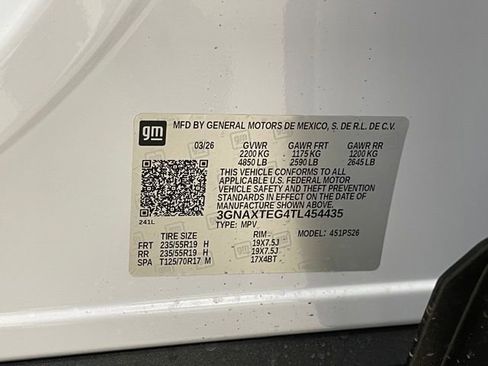 gm MFD BY GENERAL MOTORS DE MEXICO, S. DE R.L. DE C.V.
03/26 GVWR GAWR FRT GAWR RR
2200 KG 1175 KG 1200 KG
4850 LB 2590 LB 2645 LB
THIS VEHICLE CONFORMS TO ALL
APPLICABLE U.S. FEDERAL MOTOR
VEHICLE SAFETY AND THEFT PREVENTION
STANDARDS IN EFFECT ON THE DATE OF
MANUFACTURE SHOWN ABOVE.
3GNAXTEG4TL454435
241L TYPE: MPV
TIRE SIZE RIM MODEL: 451PS26
FRT 235/55R19 H 19X7.5J
RR 235/55R19 H 19X7.5J
SPA T125/70R17 M 17X4BT